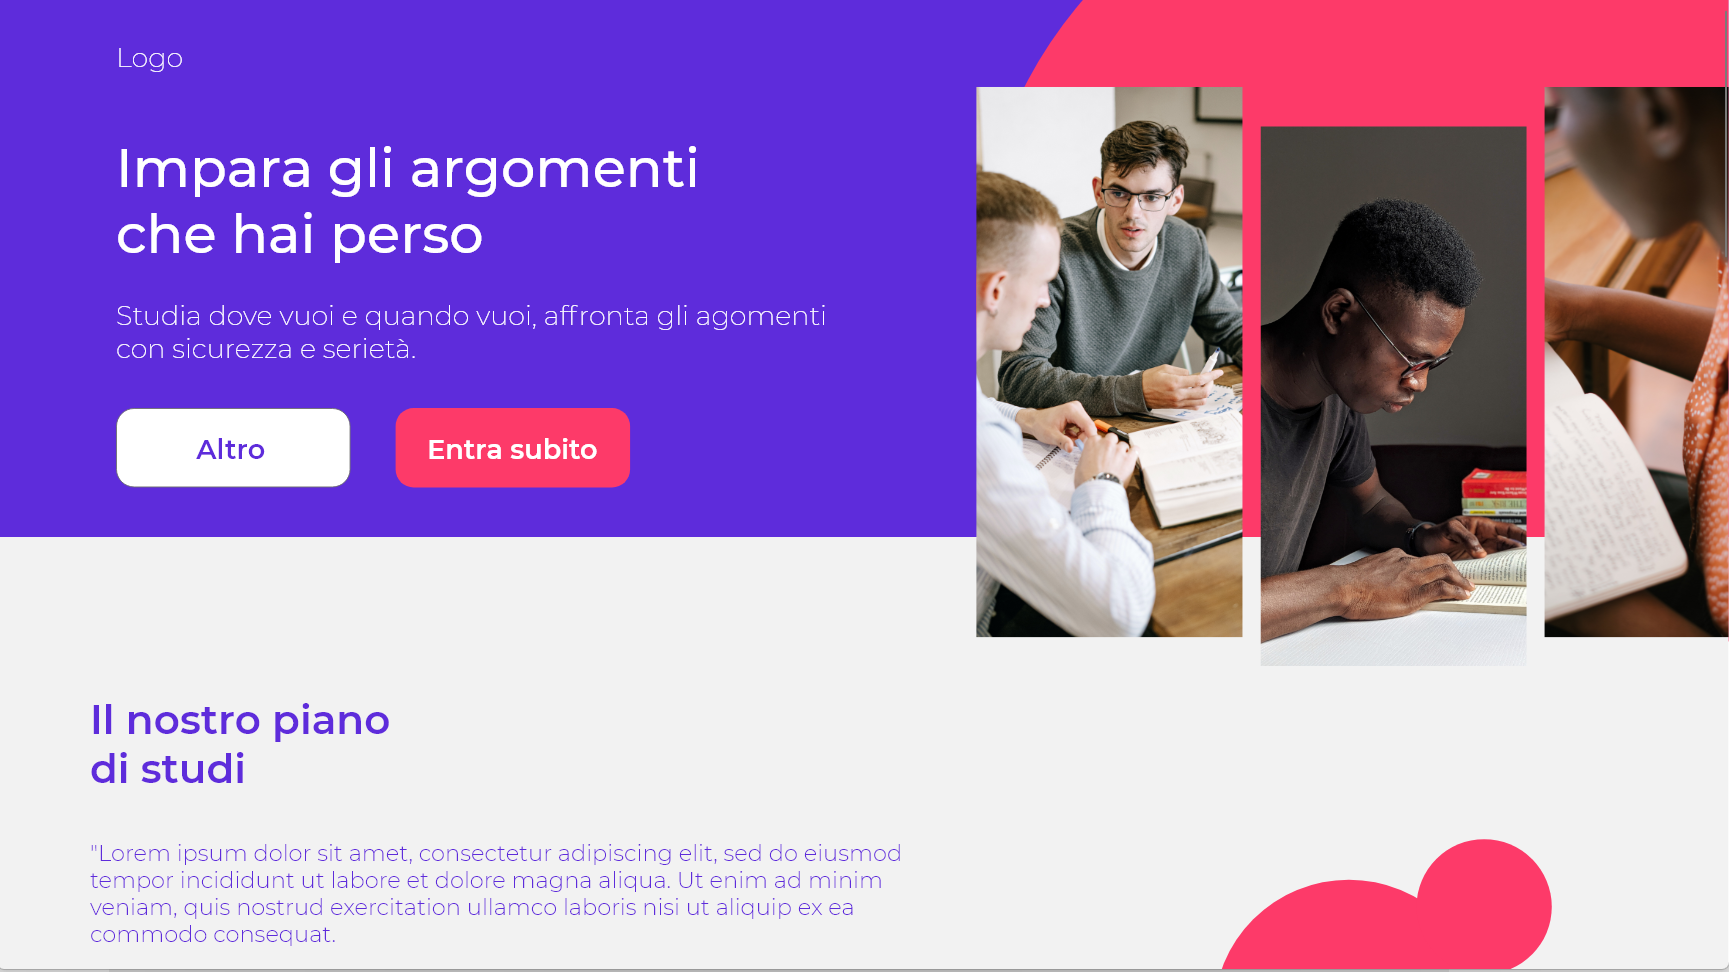 Logo
Impara gli argomenti
che hai perso
Studia dove vuoi e quando vuoi, affronta gli agomenti
con sicurezza e serietà.
Altro
Entra subito
Il nostro piano
di studi
"Lorem ipsum dolor sit amet, consectetur adipiscing elit, sed do eiusmod
tempor incididunt ut labore et dolore magna aliqua. Ut enim ad minim
veniam, quis nostrud exercitation ullamco laboris nisi ut aliquip ex ea
commodo consequat.